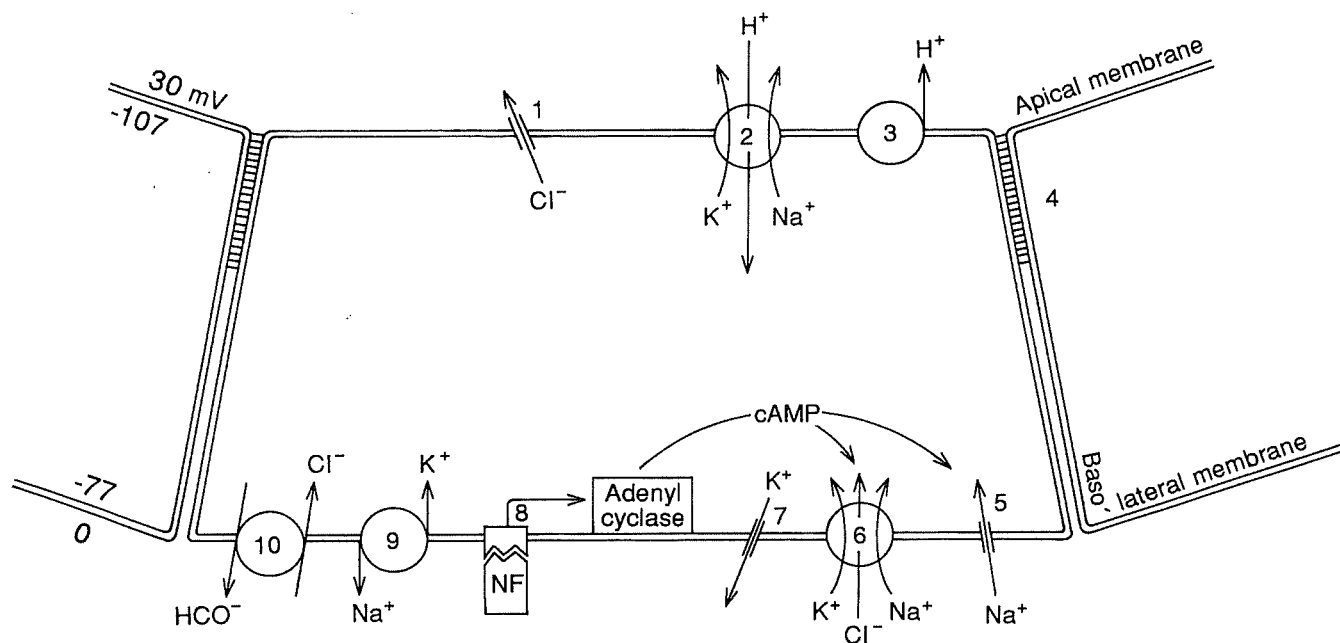 30 mV
-107
H⁺
1
Cl⁻
2
K⁺ Na⁺
H⁺
3
Apical membrane
4
-77
0
cAMP
Adenyl
cyclase
Cl⁻
10
HCO⁻
K⁺
9
Na⁺
8
NF
K⁺
7
6
K⁺ Na⁺
Cl⁻
5
Na⁺
Baso
lateral membrane